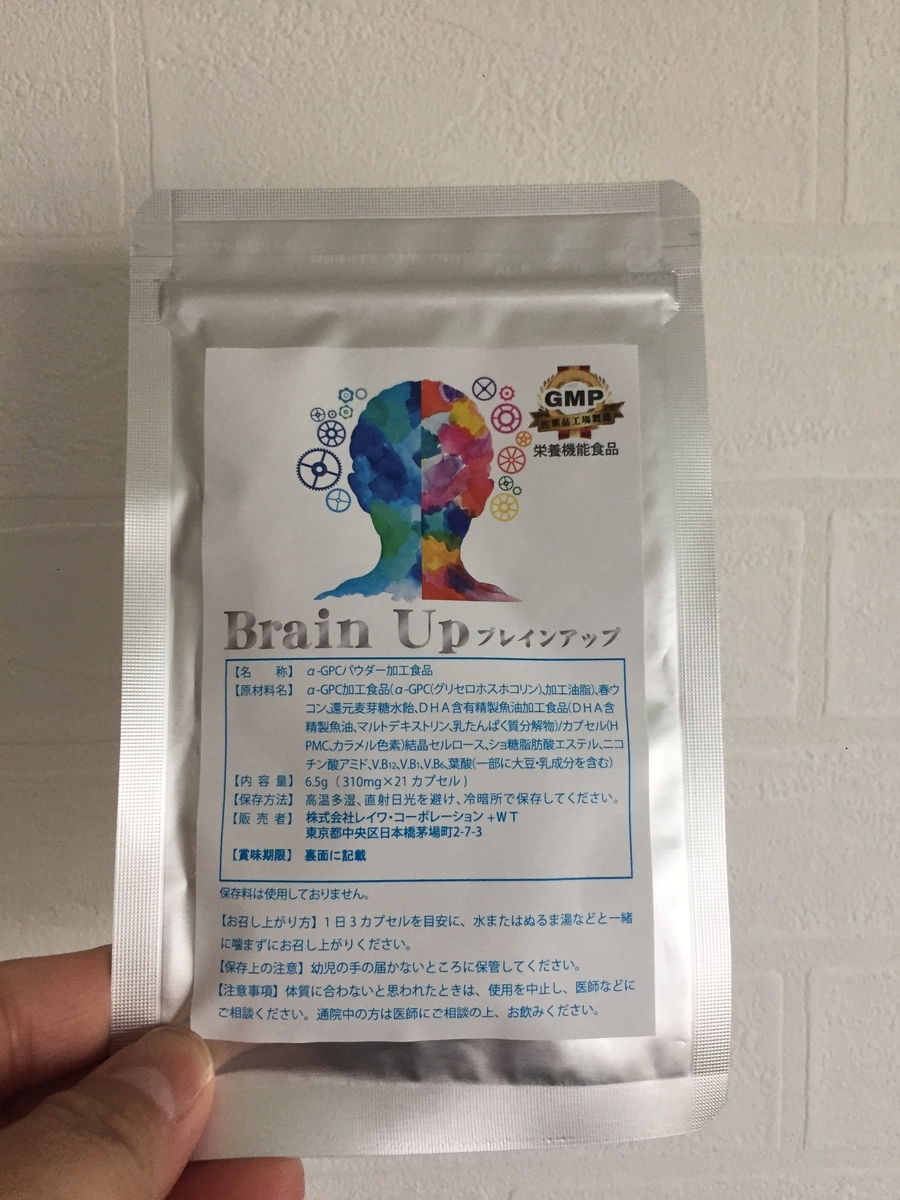 GMP
医薬品工場製造
栄養機能食品
Brain Up ブレインアップ
【名　称】 α-GPCパウダー加工食品
【原材料名】 α-GPC加工食品(α-GPC(グリセロホスホコリン)、加工油脂)、春ウ
コン、還元麦芽糖水飴、DHA含有精製魚油加工食品(DHA含
精製魚油、マルトデキストリン、乳たんぱく質分解物)/カプセル(H
PMC、カラメル色素)結晶セルロース、ショ糖脂肪酸エステル、ニコ
チン酸アミド、V.B₁₂、V.B₁、V.B₆、葉酸(一部に大豆・乳成分を含む)
【内容量】 6.5g (310mg×21カプセル)
【保存方法】 高温多湿、直射日光を避け、冷暗所で保存してください。
【販売者】 株式会社レイワ・コーポレーション +WT
東京都中央区日本橋茅場町2-7-3
【賞味期限】 裏面に記載
保存料は使用しておりません。
【お召し上がり方】1日3カプセルを目安に、水またはぬるま湯などと一緒
に噛まずにお召し上がりください。
【保存上の注意】幼児の手の届かないところに保管してください。
【注意事項】体質に合わないと思われたときは、使用を中止し、医師などに
ご相談ください。通院中の方は医師にご相談の上、お飲みください。